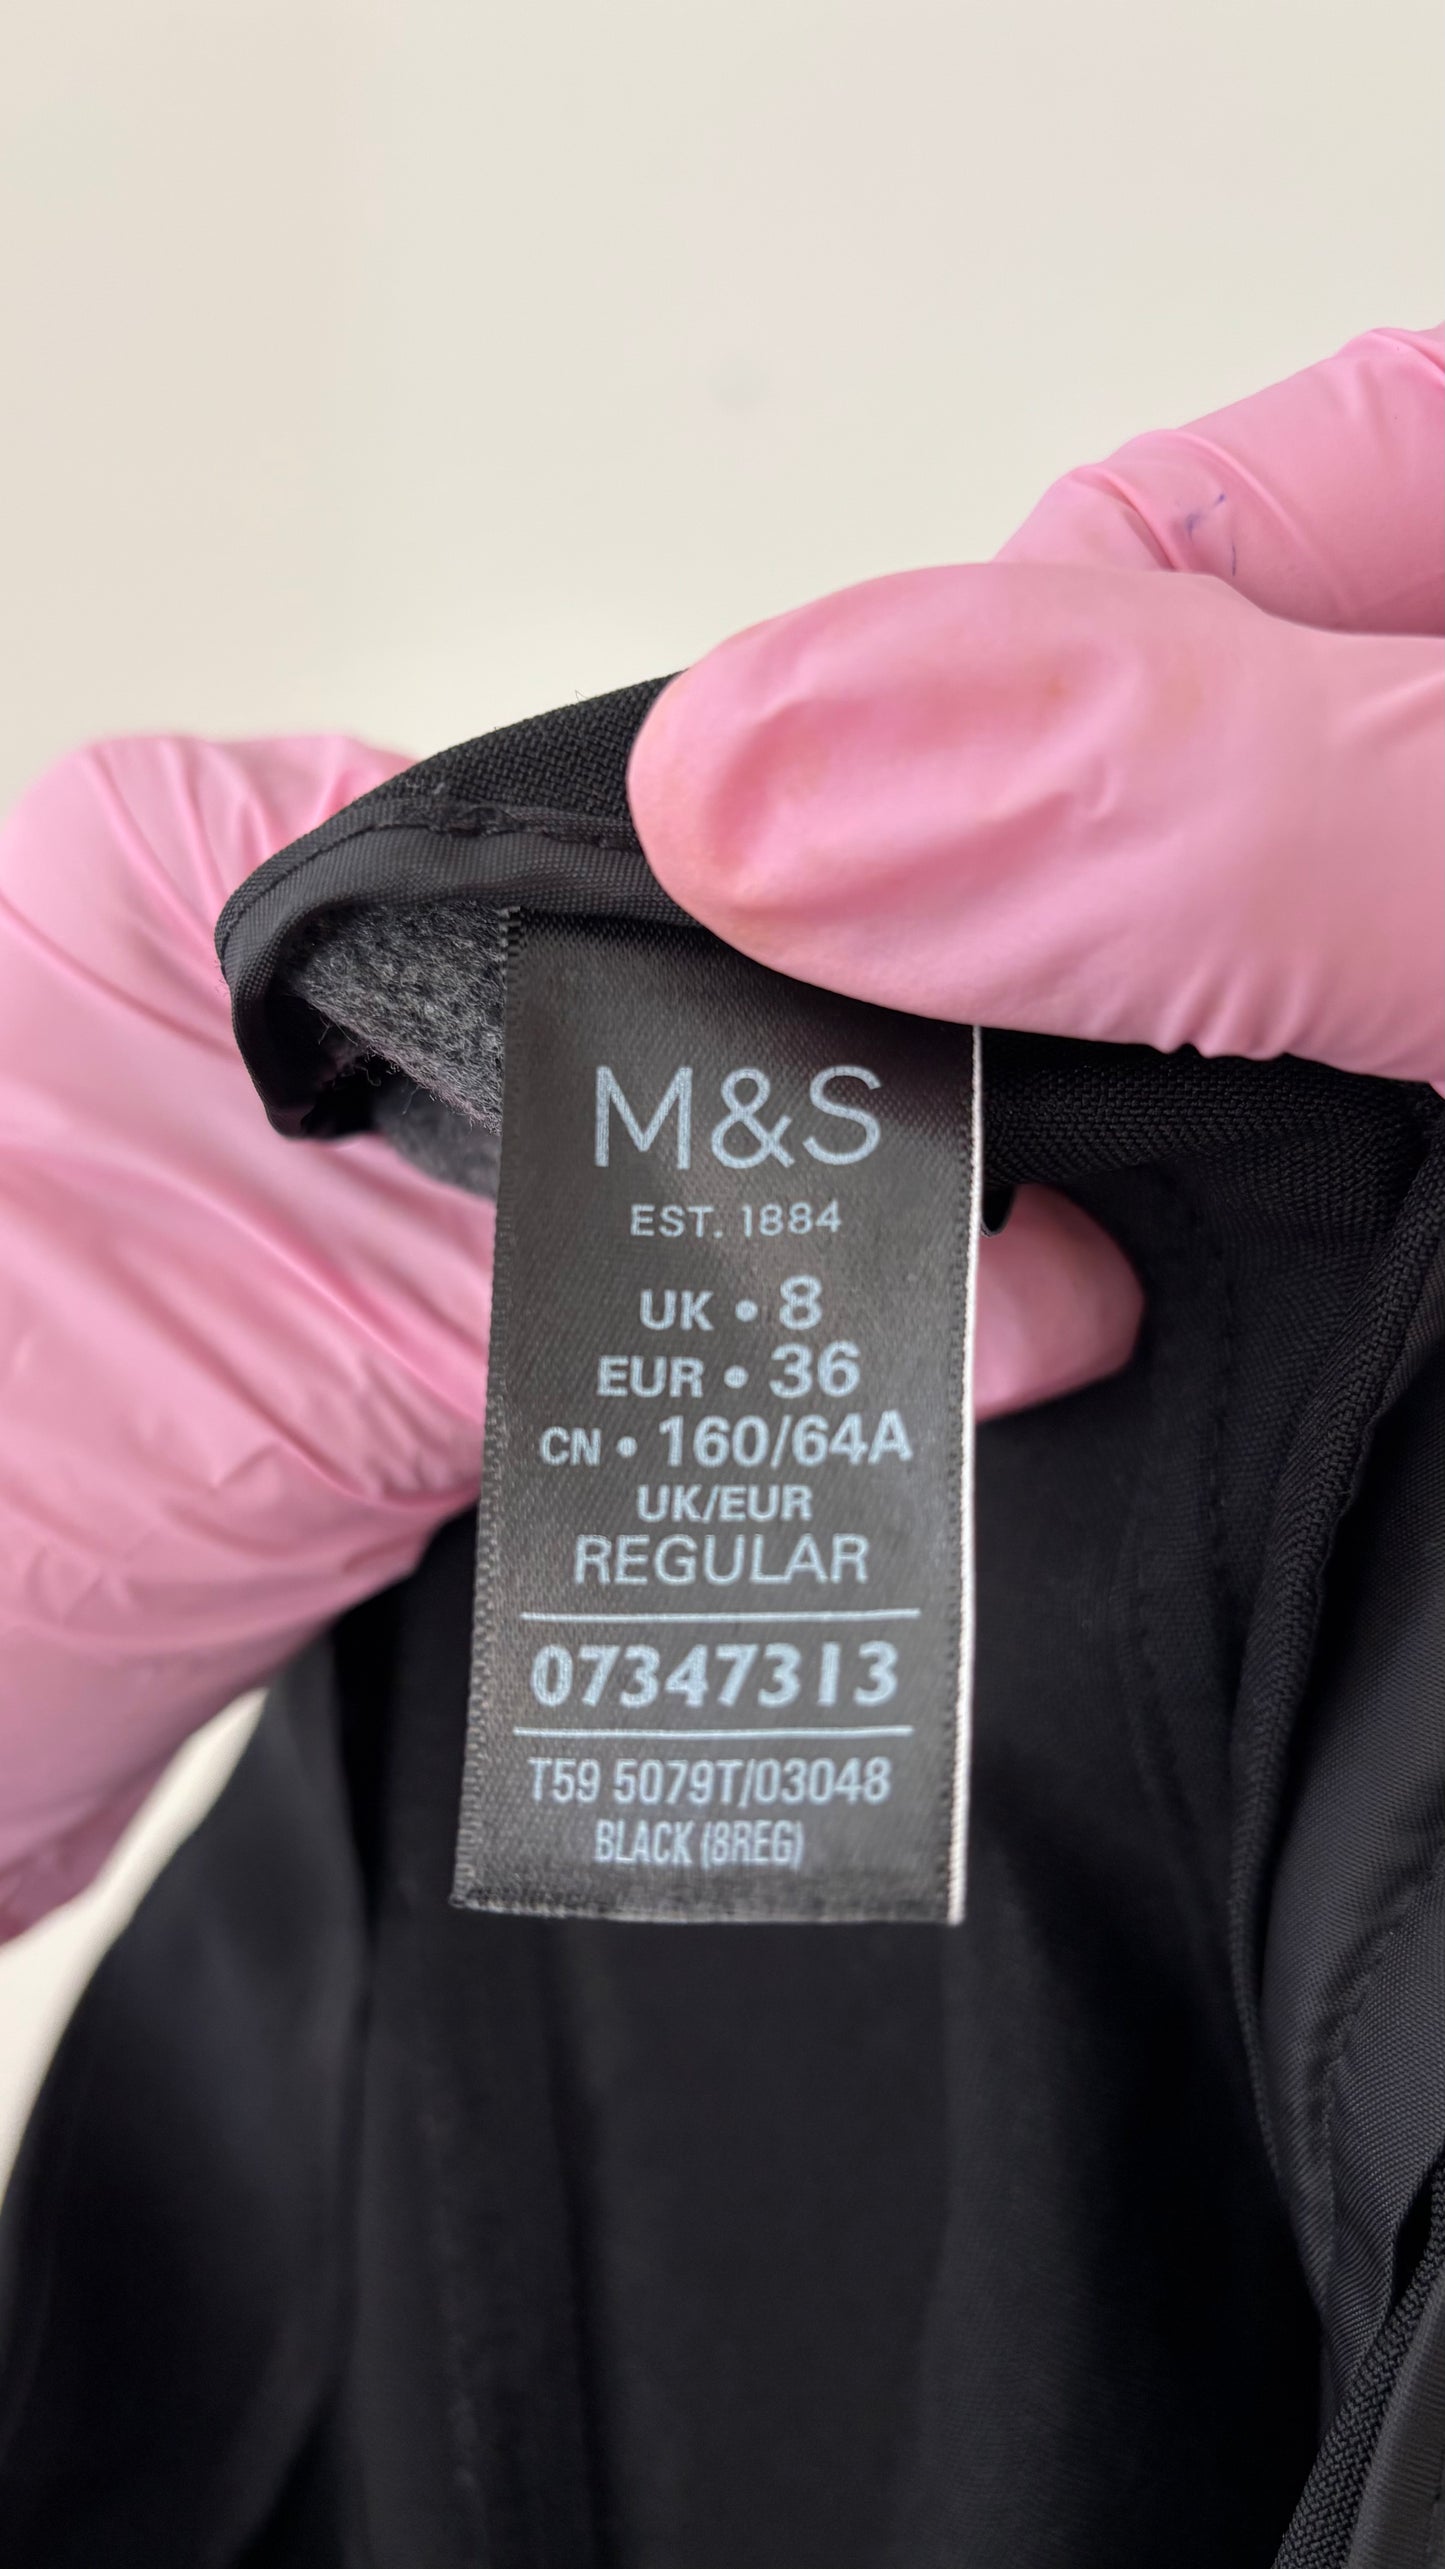 M&S
EST. 1884
UK • 8
EUR • 36
CN • 160/64A
UK/EUR
REGULAR
07347313
T59 5079T/03048
BLACK (8REG)